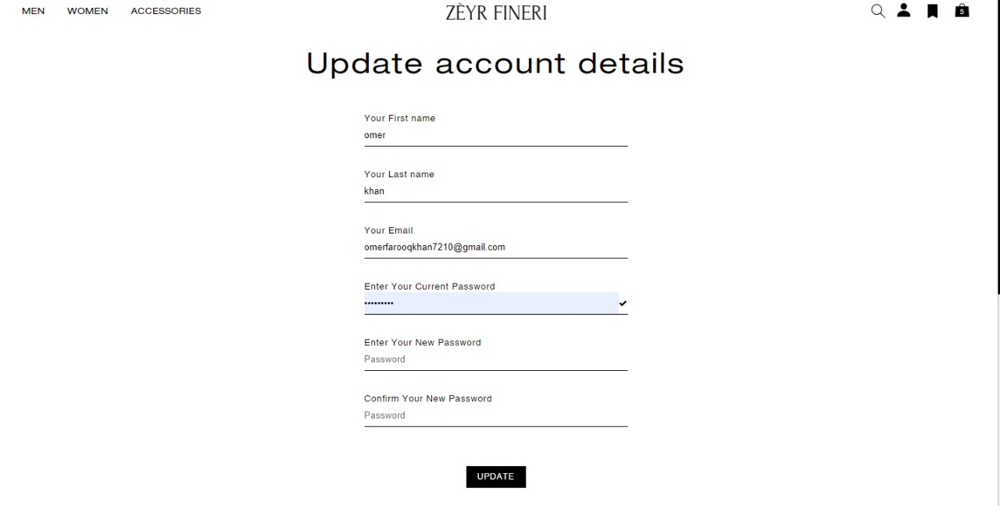 MEN WOMEN ACCESSORIES ZÈYR FINERI 5
Update account details
Your First name
omer
Your Last name
khan
Your Email
omerfarooqkhan7210@gmail.com
Enter Your Current Password
•••••••••
Enter Your New Password
Password
Confirm Your New Password
Password
UPDATE